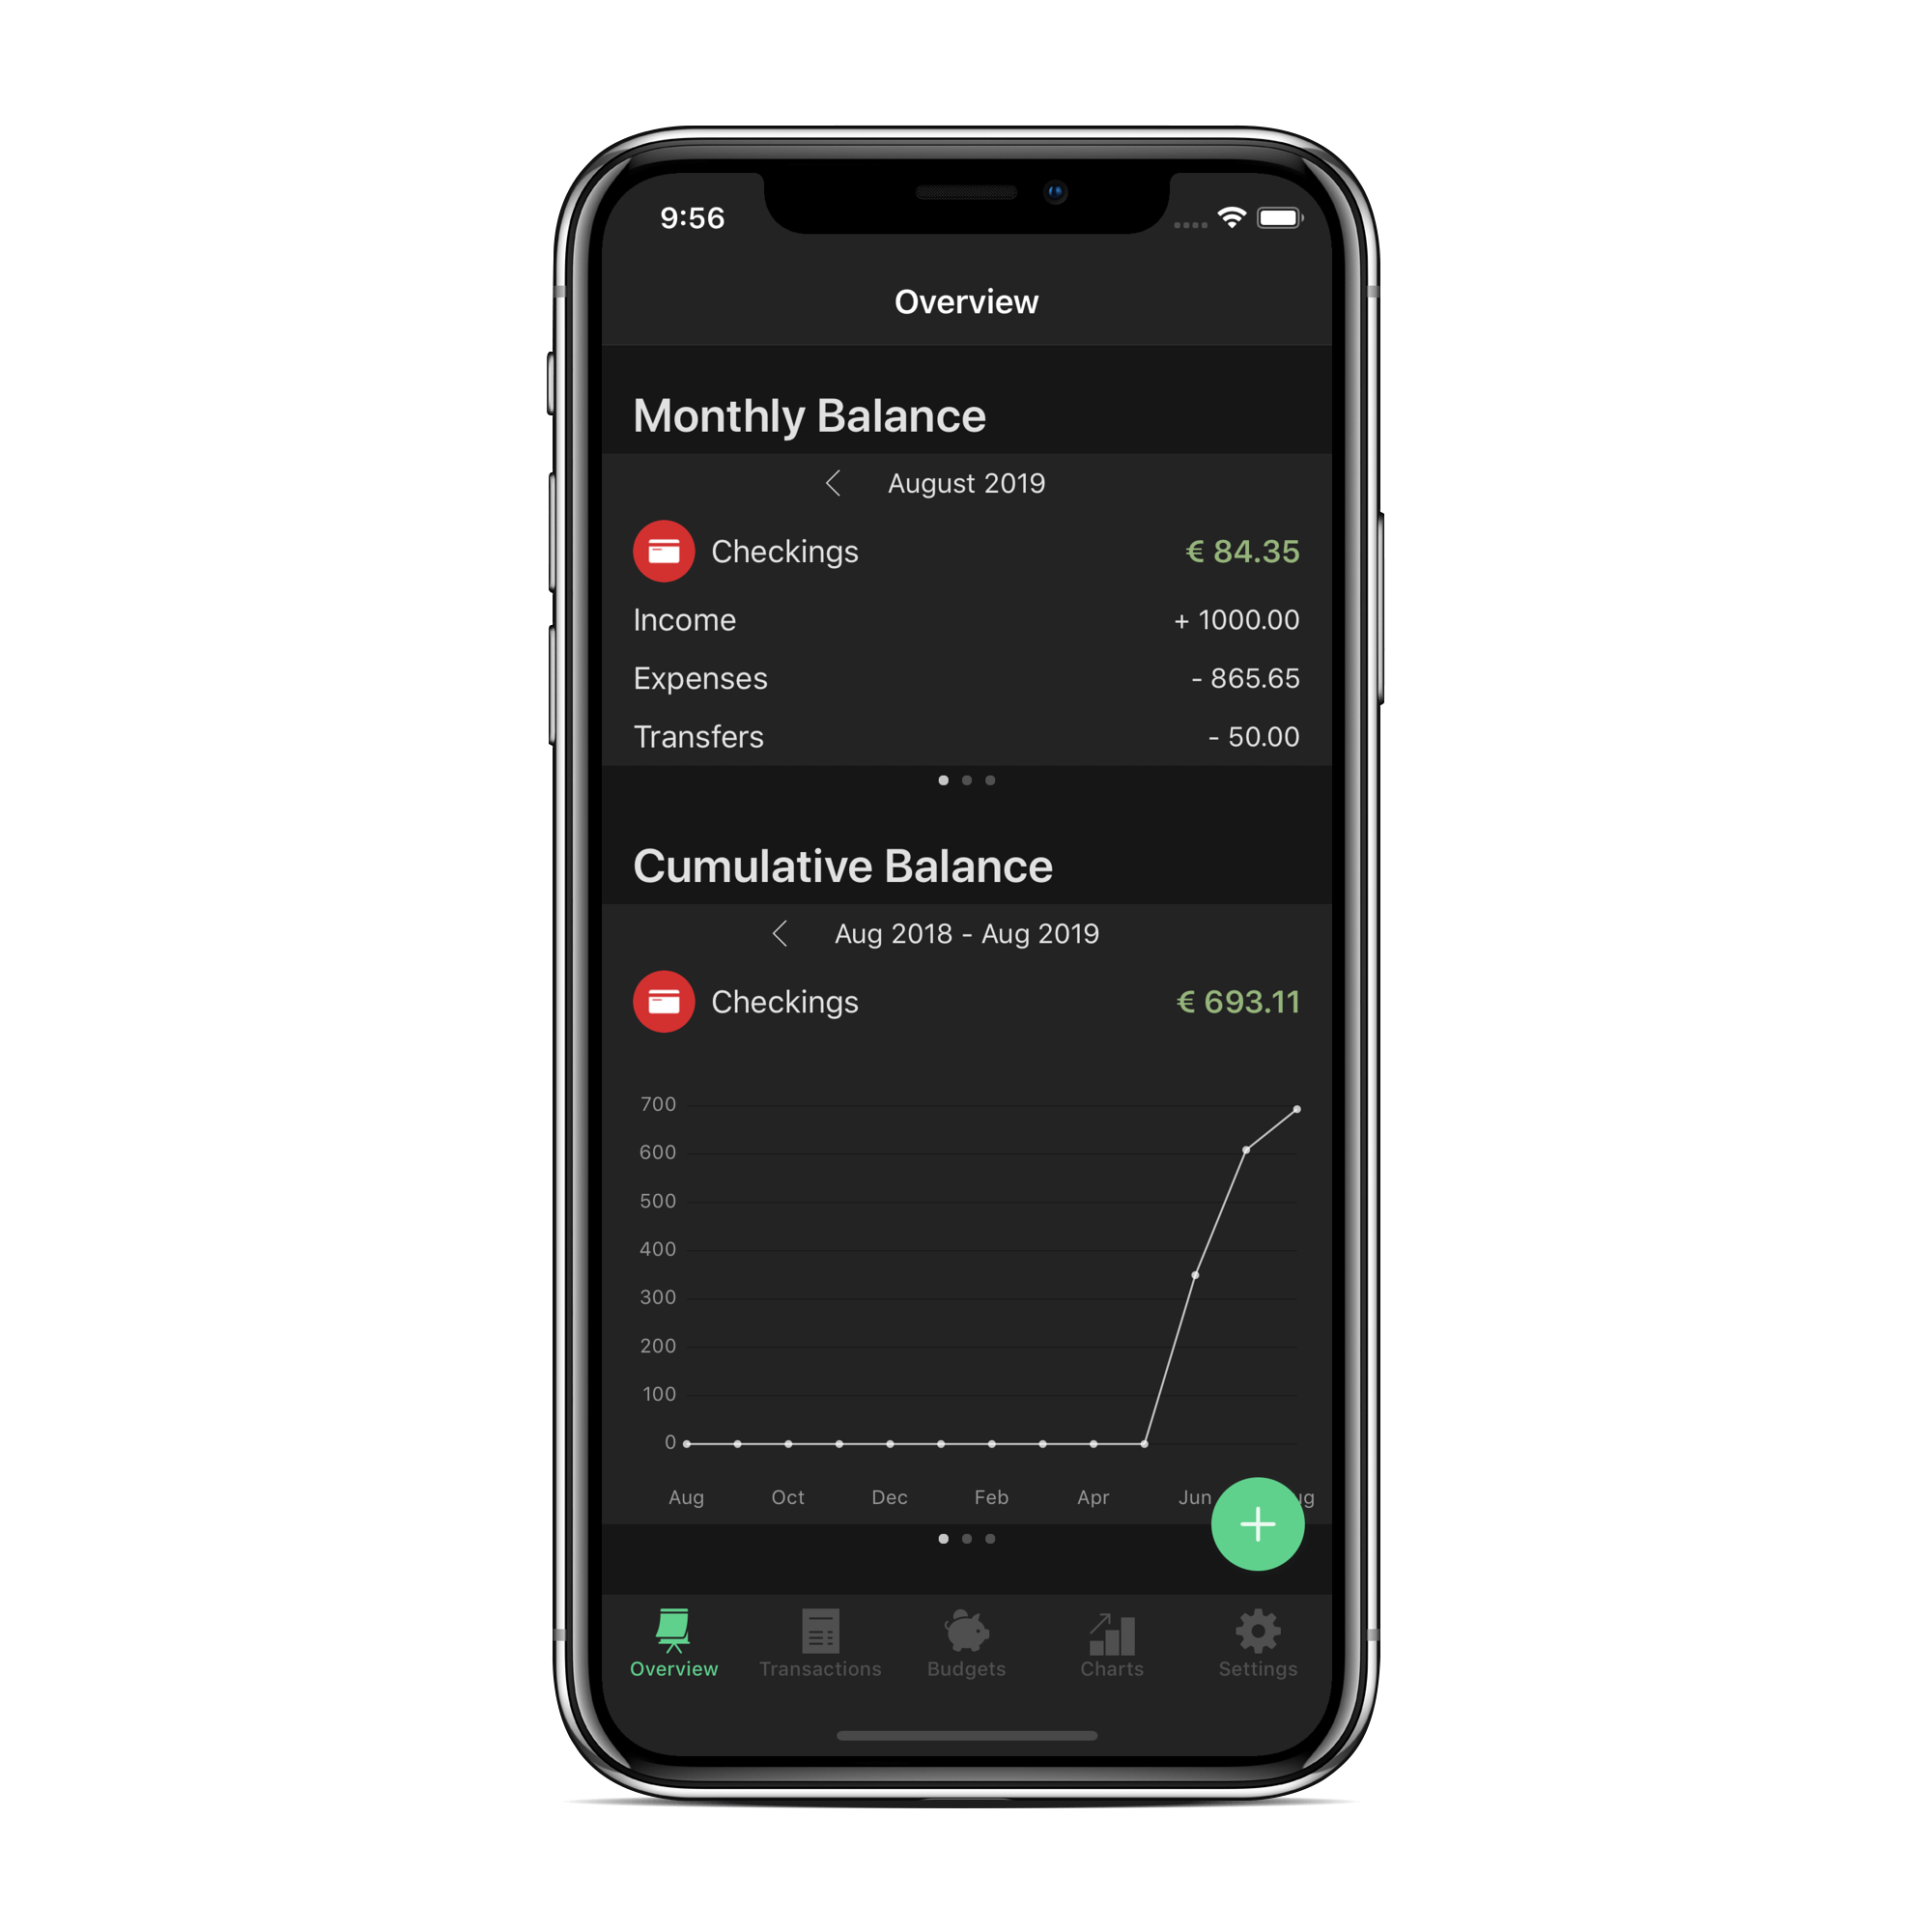 9:56
Overview
Monthly Balance
August 2019
Checkings € 84.35
Income + 1000.00
Expenses - 865.65
Transfers - 50.00
Cumulative Balance
Aug 2018 - Aug 2019
Checkings € 693.11
700
600
500
400
300
200
100
0
Aug Oct Dec Feb Apr Jun
Overview Transactions Budgets Charts Settings